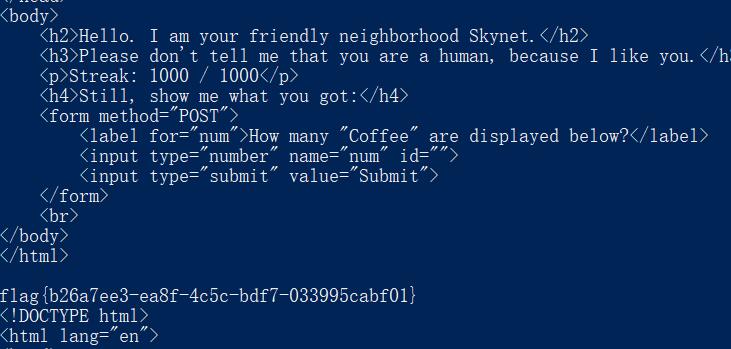 <body>
<h2>Hello. I am your friendly neighborhood Skynet.</h2>
<h3>Please don't tell me that you are a human, because I like you.</h
<p>Streak: 1000 / 1000</p>
<h4>Still, show me what you got:</h4>
<form method="POST">
<label for="num">How many "Coffee" are displayed below?</label>
<input type="number" name="num" id="">
<input type="submit" value="Submit">
</form>
<br>
</body>
</html>
flag{b26a7ee3-ea8f-4c5c-bdf7-033995cabf01}
<!DOCTYPE html>
<html lang="en">